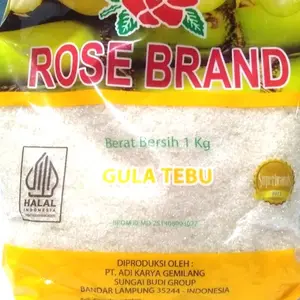 ROSE BRAND
Berat Bersih 1 Kg
GULA TEBU
HALAL
INDONESIA
DIPRODUKSI OLEH :
PT. ADI KARYA GEMILANG
SUNGAI BUDI GROUP
BANDAR LAMPUNG 35244 - INDONESIA